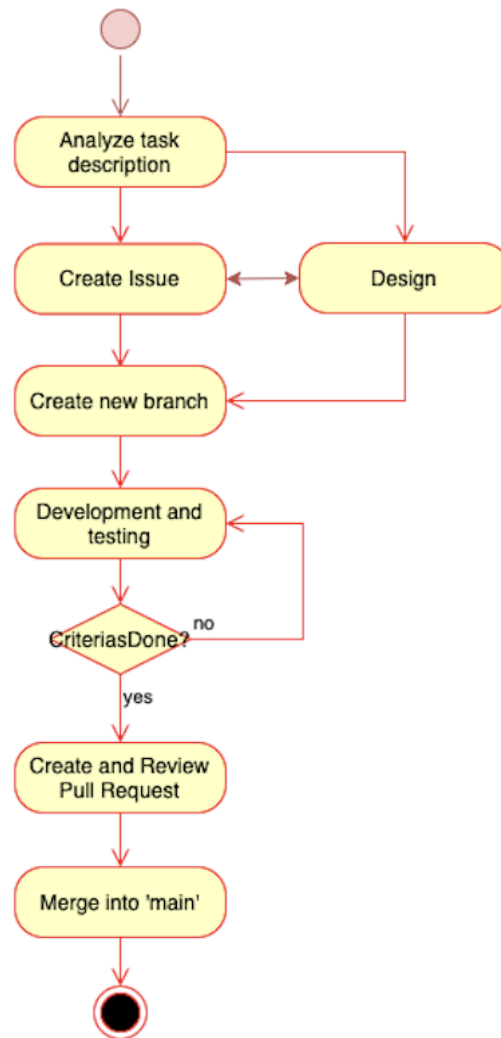 Analyze task
description
Create Issue
Design
Create new branch
Development and
testing
CriteriasDone?
no
yes
Create and Review
Pull Request
Merge into 'main'